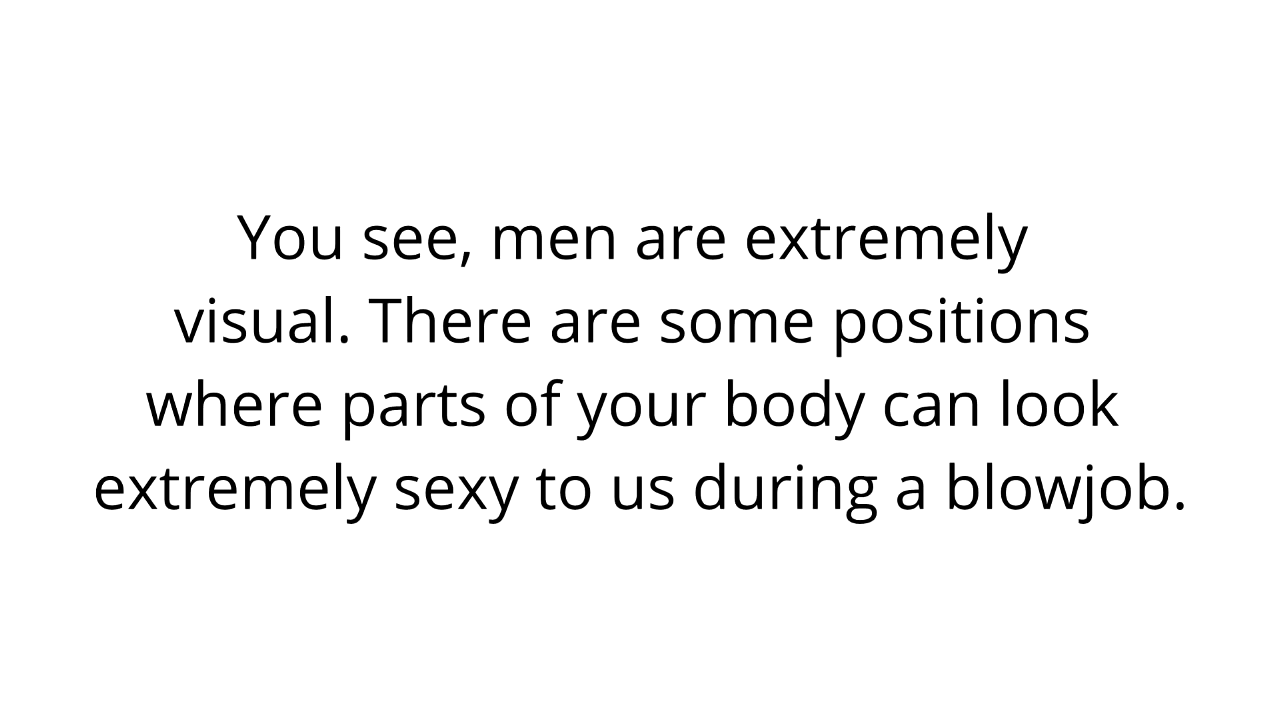 You see, men are extremely
visual. There are some positions
where parts of your body can look
extremely sexy to us during a blowjob.